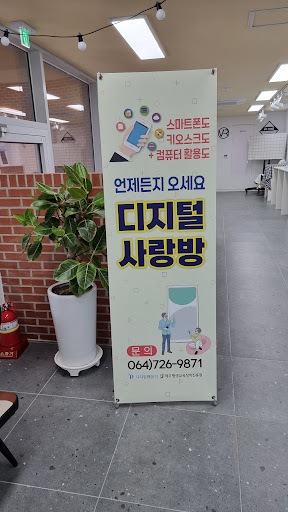 스마트폰도
키오스크도
+ 컴퓨터 활용도
언제든지 오세요
디지털
사랑방
문의
064)726-9871